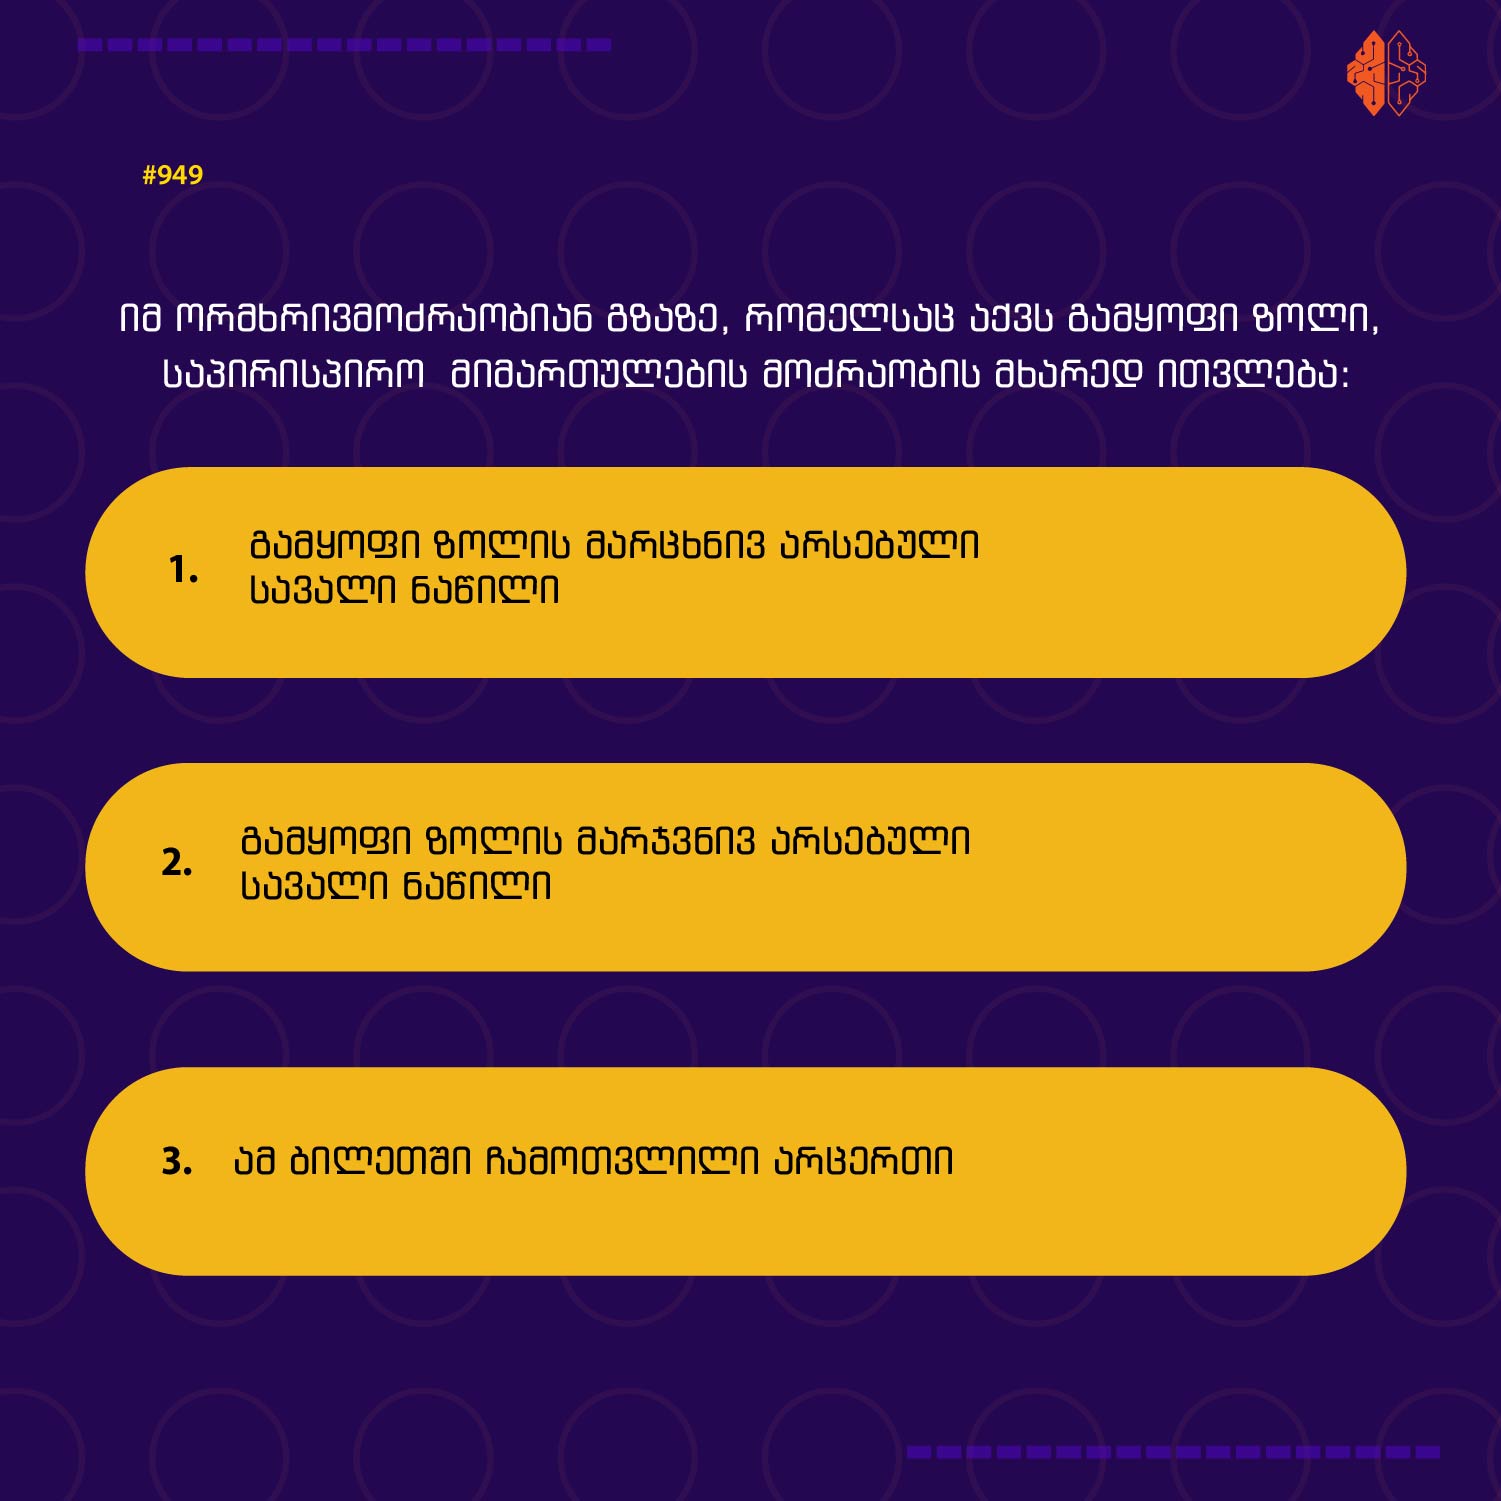 #949
იმ ორმხრივმოძრაობიან გზაზე, რომელსაც აქვს გამყოფი ზოლი,
საპირისპირო მიმართულების მოძრაობის მხარედ ითვლება:
1. გამყოფი ზოლის მარცხნივ არსებული
სავალი ნაწილი
2. გამყოფი ზოლის მარჯვნივ არსებული
სავალი ნაწილი
3. ამ ბილეთში ჩამოთვლილი არცერთი